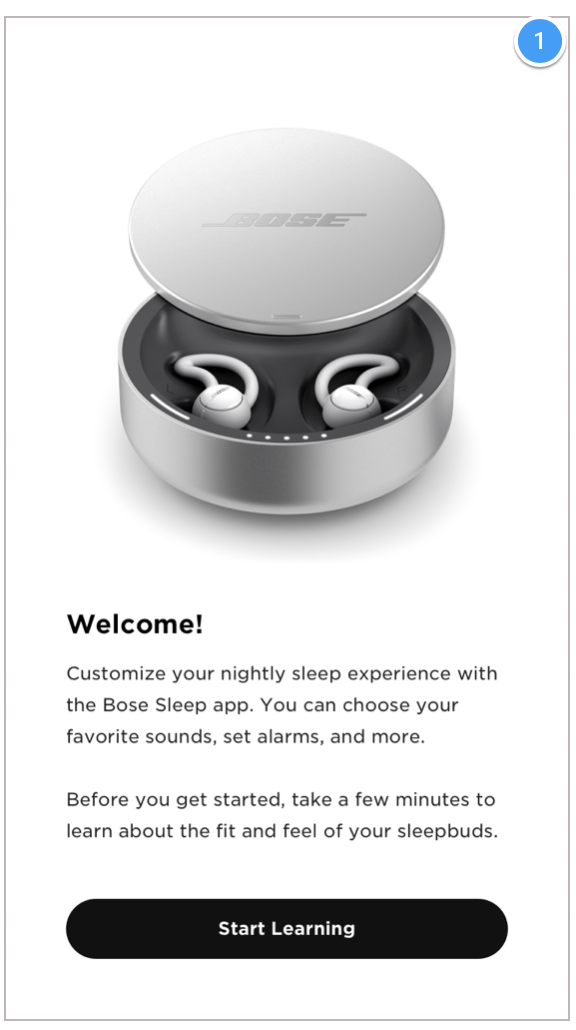 1
BOSE
L R
BOSE BOSE
Welcome!
Customize your nightly sleep experience with
the Bose Sleep app. You can choose your
favorite sounds, set alarms, and more.
Before you get started, take a few minutes to
learn about the fit and feel of your sleepbuds.
Start Learning